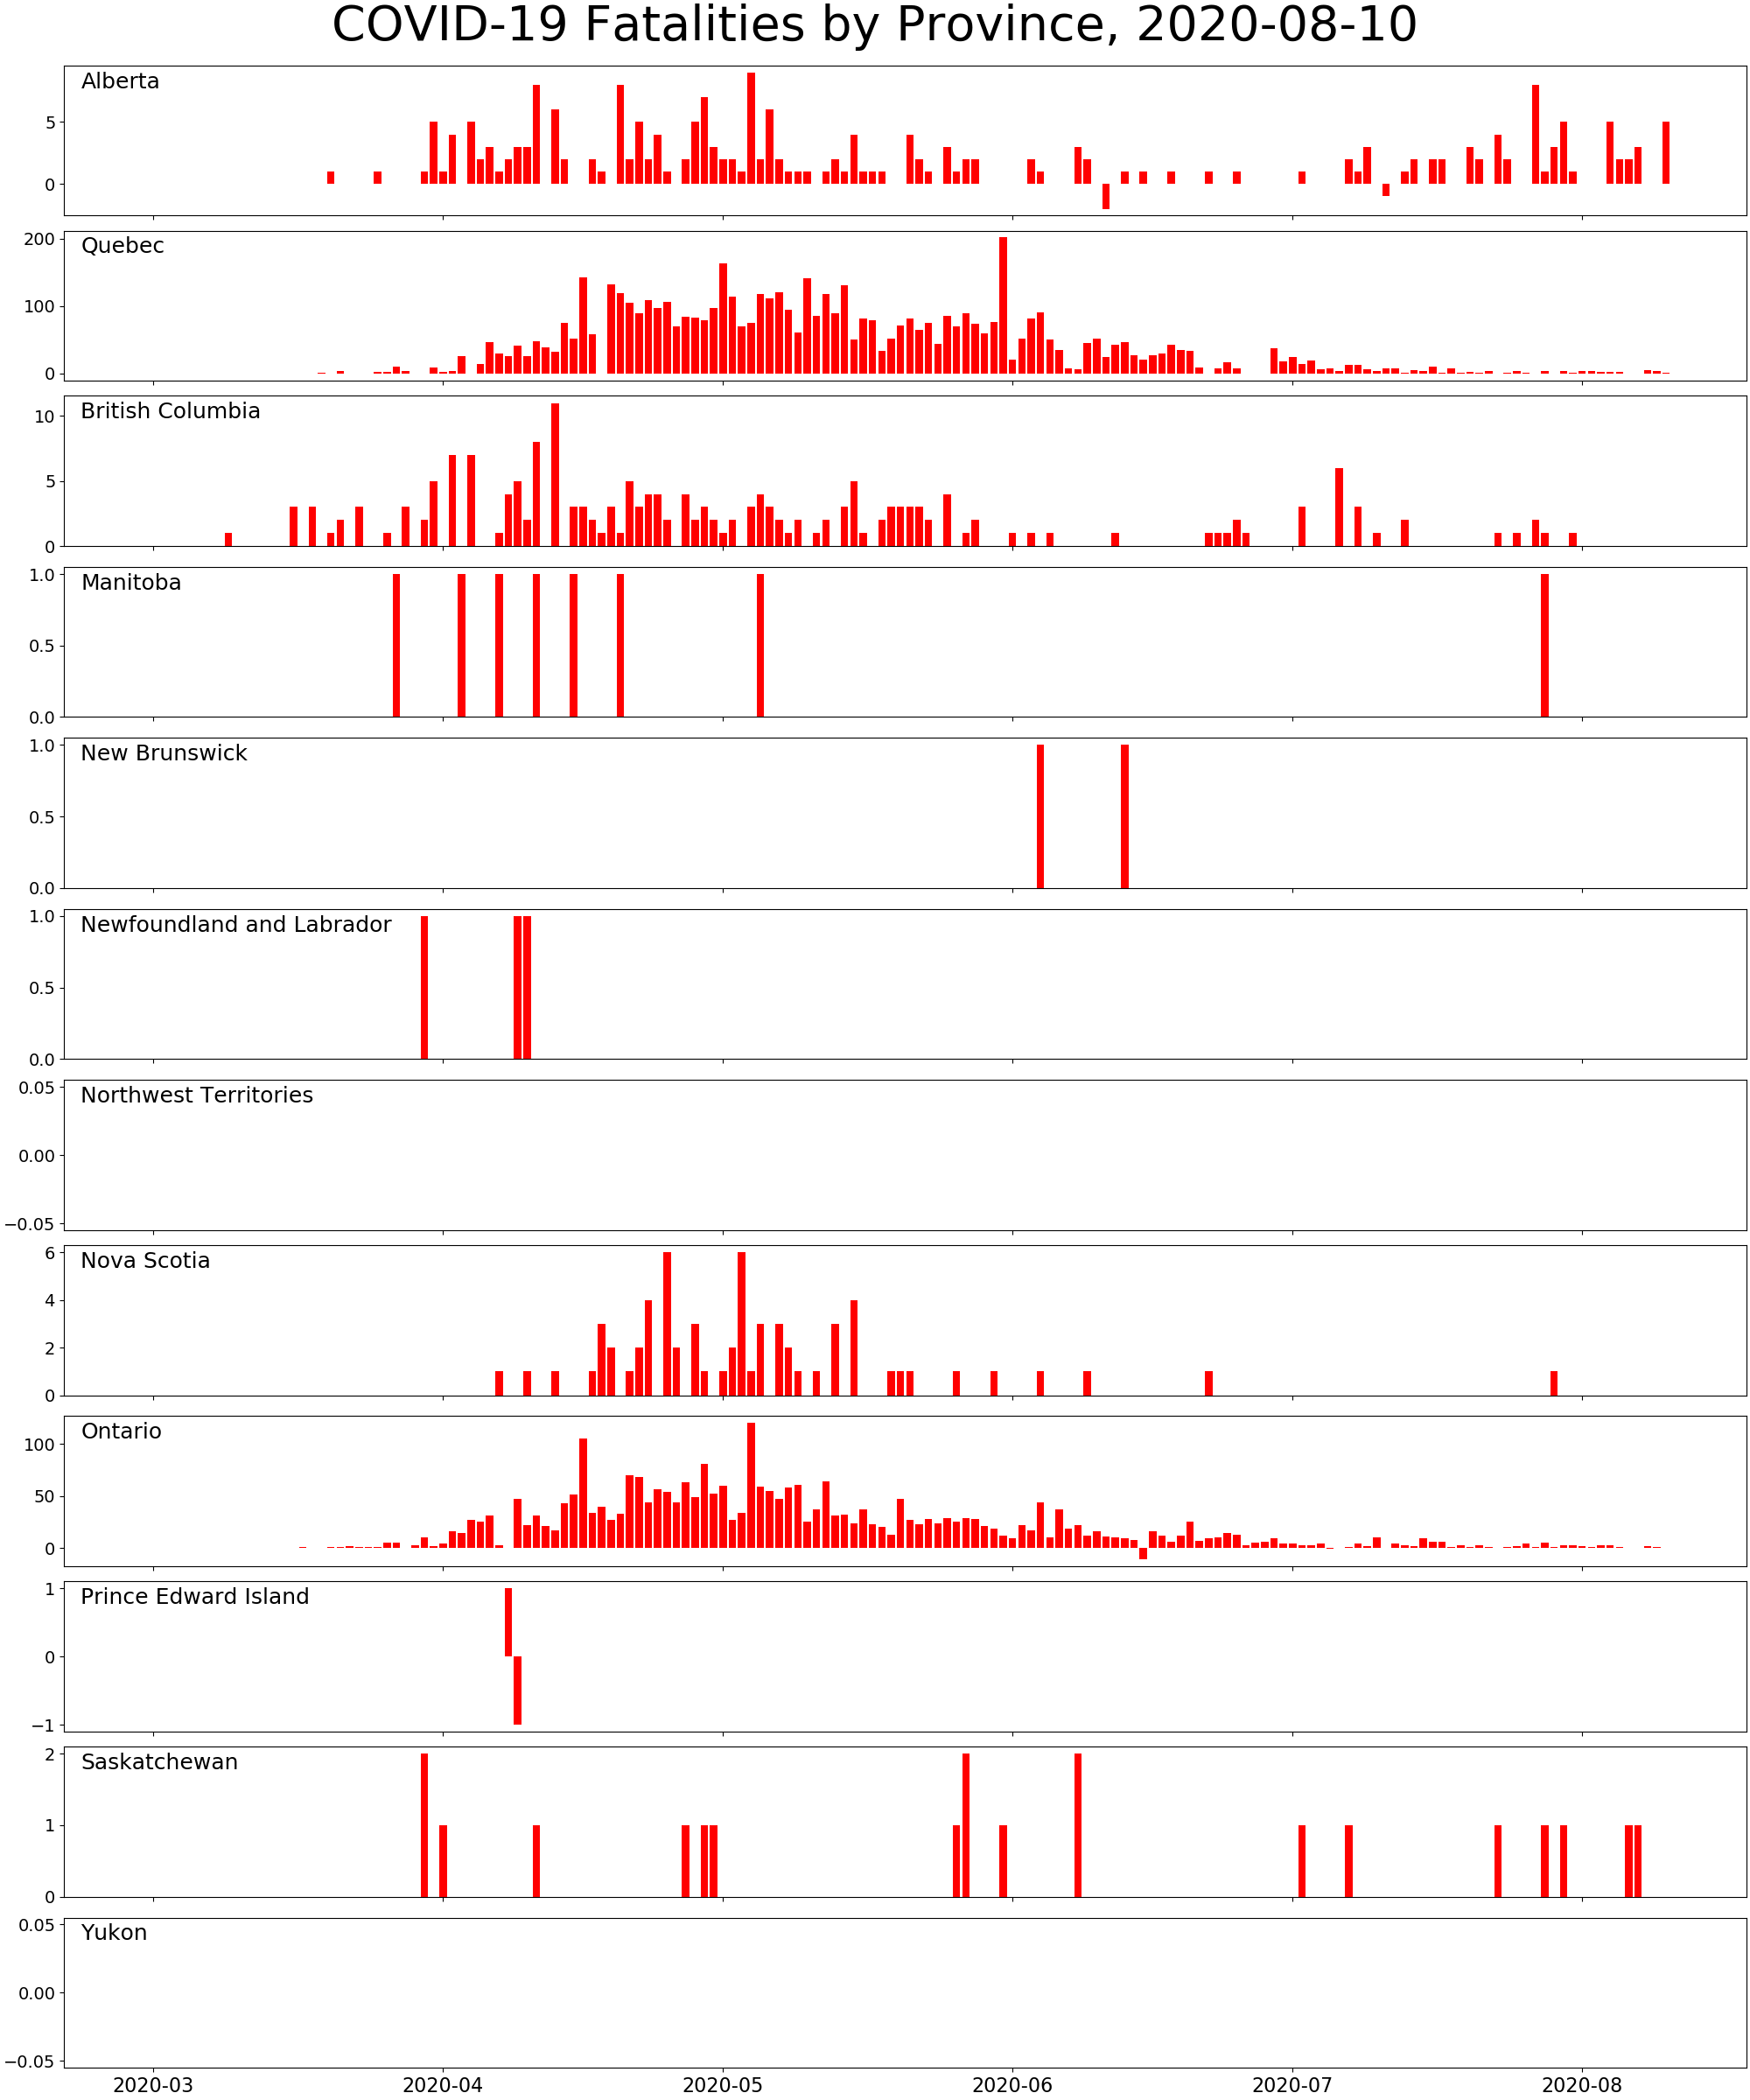 COVID-19 Fatalities by Province, 2020-08-10
Alberta
5
0
Quebec
200
100
0
British Columbia
10
5
0
Manitoba
1.0
0.5
0.0
New Brunswick
1.0
0.5
0.0
Newfoundland and Labrador
1.0
0.5
0.0
Northwest Territories
0.05
0.00
−0.05
Nova Scotia
6
4
2
0
Ontario
100
50
0
Prince Edward Island
1
0
−1
Saskatchewan
2
1
0
Yukon
0.05
0.00
−0.05
2020-03 2020-04 2020-05 2020-06 2020-07 2020-08